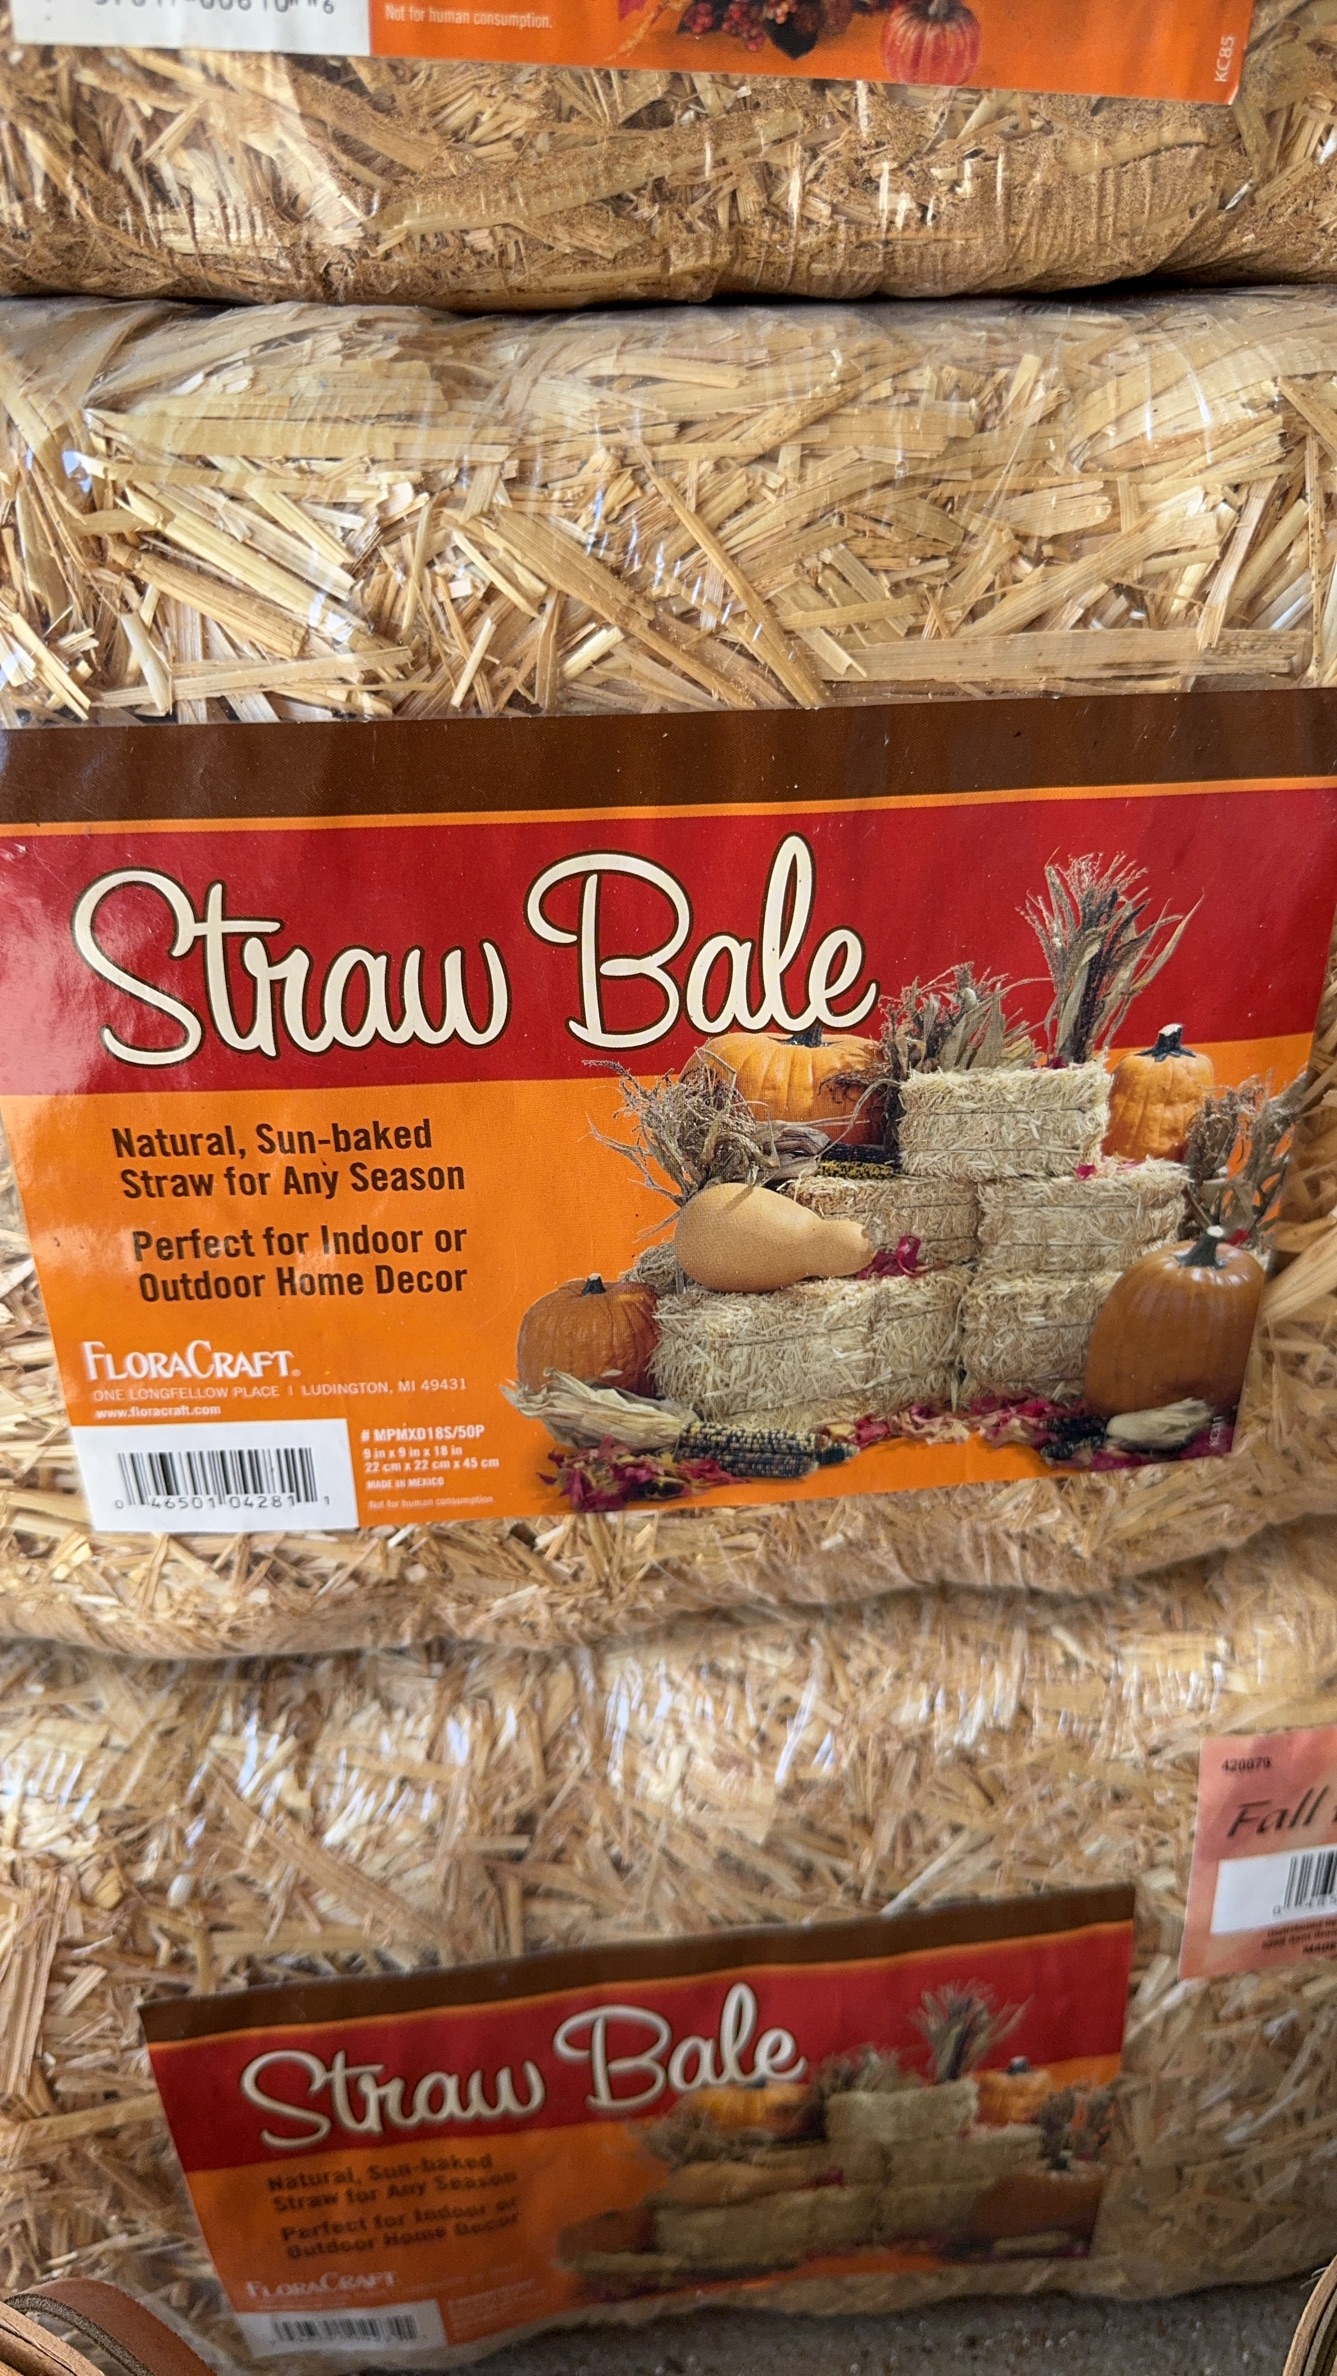 Not for human consumption.
KC85
Straw Bale
Natural, Sun-baked
Straw for Any Season
Perfect for Indoor or
Outdoor Home Decor
FLORACRAFT®
ONE LONGFELLOW PLACE | LUDINGTON, MI 49431
www.floracraft.com
# MPMXD18S/50P
9 in x 9 in x 18 in
22 cm x 22 cm x 45 cm
MADE IN MEXICO
Not for human consumption.
0 46501 04281 1
420079
Fall
MADE
Straw Bale
Natural, Sun-baked
Straw for Any Season
Perfect for Indoor or
Outdoor Home Decor
FLORACRAFT